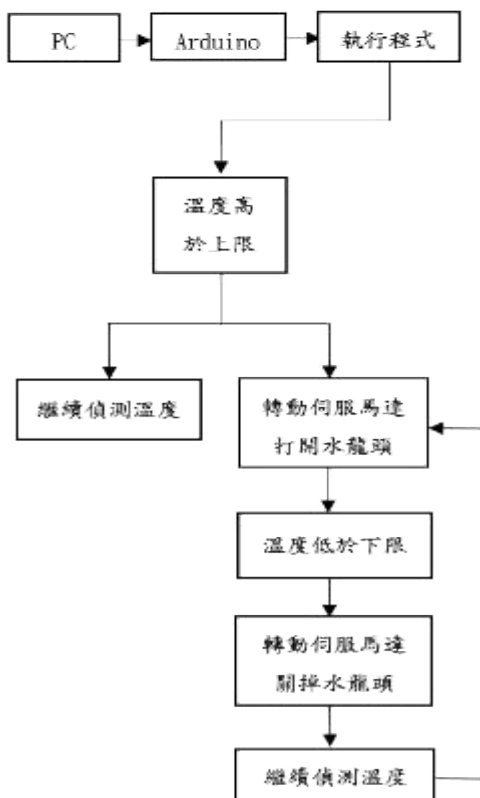 PC
Arduino
執行程式
溫度高
於上限
繼續偵測溫度
轉動伺服馬達
打開水龍頭
溫度低於下限
轉動伺服馬達
關掉水龍頭
繼續偵測溫度